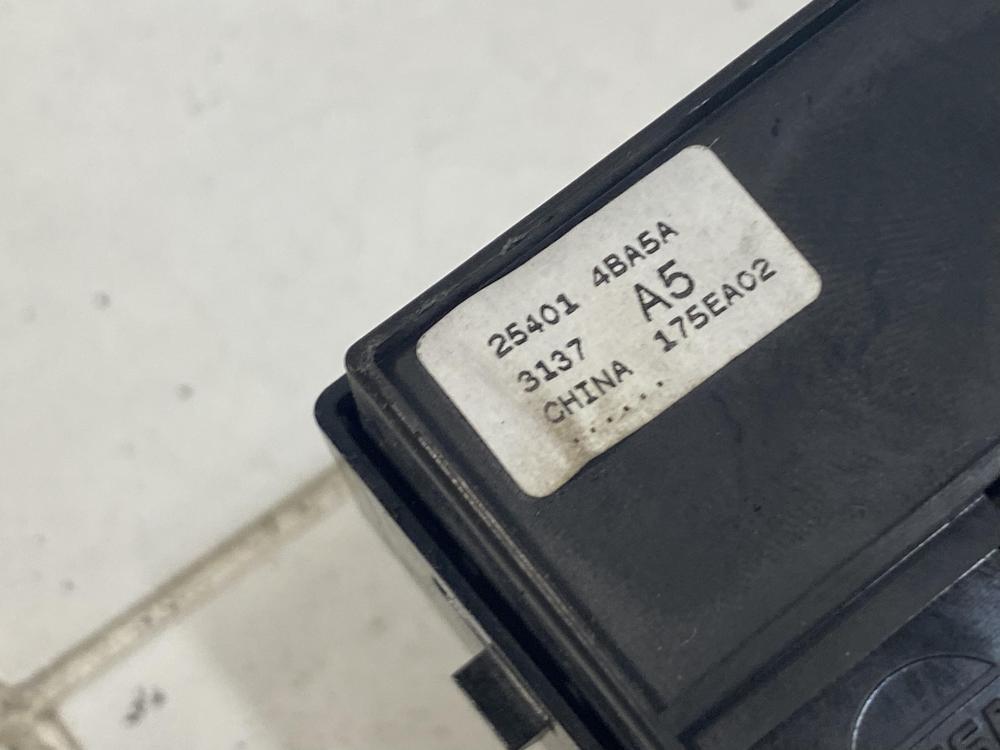 25401 4BA5A
3137 A5
CHINA 175EA02
......